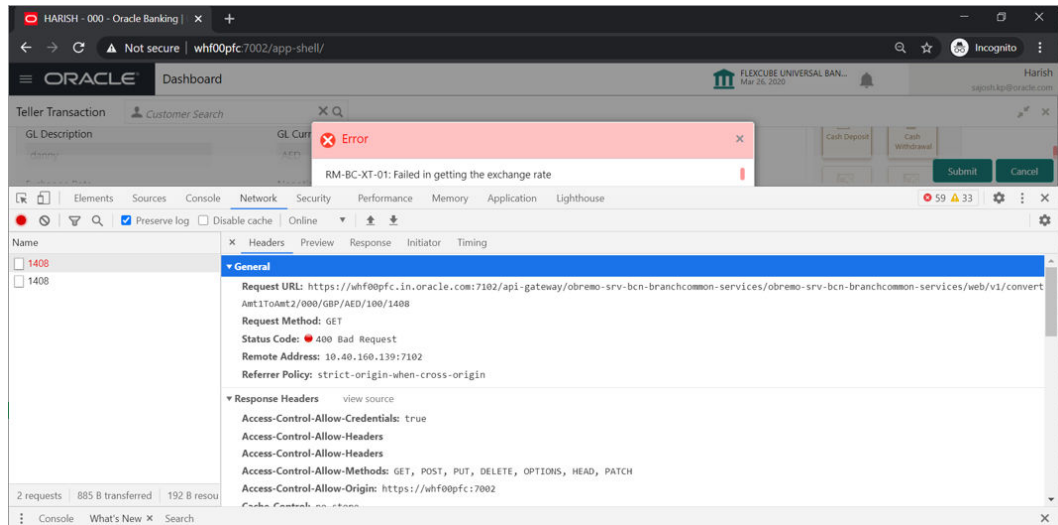 HARISH - 000 - Oracle Banking |
Not secure | whf00pfc:7002/app-shell/
Incognito
ORACLE
Dashboard
FLEXCUBE UNIVERSAL BAN...
Mar 26, 2020
Harish
Teller Transaction
Customer Search
GL Description
GL Curr
AED
Cash Deposit
Cash Withdrawal
Error
RM-BC-XT-01: Failed in getting the exchange rate
Submit
Cancel
Elements Sources Console Network Security Performance Memory Application Lighthouse
59 33
Preserve log Disable cache Online
Name
Headers Preview Response Initiator Timing
1408
1408
General
Request URL: https://whf00pfc.in.oracle.com:7102/api-gateway/obremo-srv-bcn-branchcommon-services/obremo-srv-bcn-branchcommon-services/web/v1/convert
Amt1ToAmt2/000/GBP/AED/100/1408
Request Method: GET
Status Code: 400 Bad Request
Remote Address: 10.40.160.139:7102
Referrer Policy: strict-origin-when-cross-origin
Response Headers view source
Access-Control-Allow-Credentials: true
Access-Control-Allow-Headers
Access-Control-Allow-Headers
Access-Control-Allow-Methods: GET, POST, PUT, DELETE, OPTIONS, HEAD, PATCH
Access-Control-Allow-Origin: https://whf00pfc:7002
Cache-Control: no-store
2 requests 885 B transferred 192 B resou
Console What's New Search